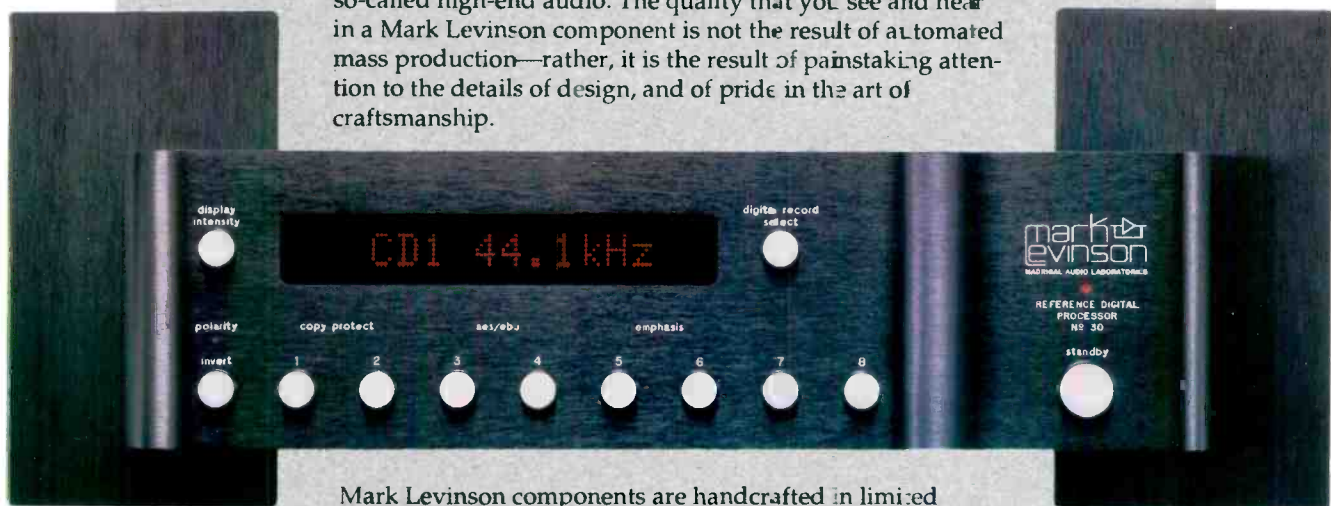 so-called high-end audio. The quality that you see and hear
in a Mark Levinson component is not the result of automated
mass production—rather, it is the result of painstaking atten-
tion to the details of design, and of pride in the art of
craftsmanship.
display
intensity
CD1 44.1kHz
digital record
select
mark
levinson
MADRIGAL AUDIO LABORATORIES
REFERENCE DIGITAL
PROCESSOR
Nº 30
polarity
copy protect
aes/ebu
emphasis
standby
invert
1 2 3 4 5 6 7 8
Mark Levinson components are handcrafted in limited